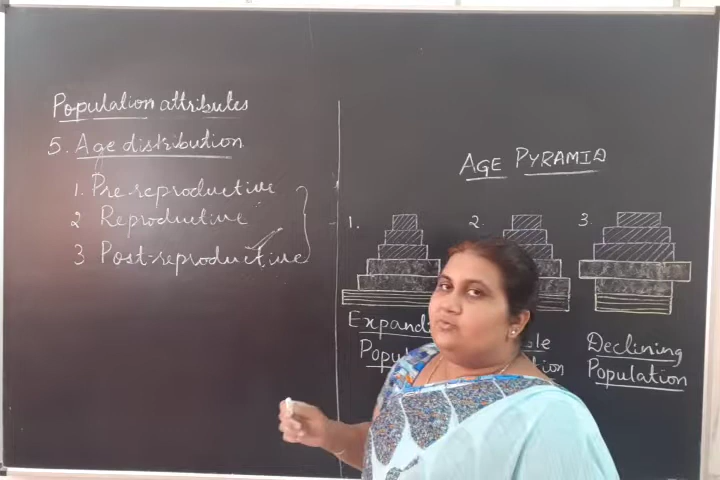 Population attributes
5. Age distribution
1. Pre reproductive
2 Reproductive
3 Post-reproductive
AGE PYRAMID
1.
2.
3.
Declining
Population